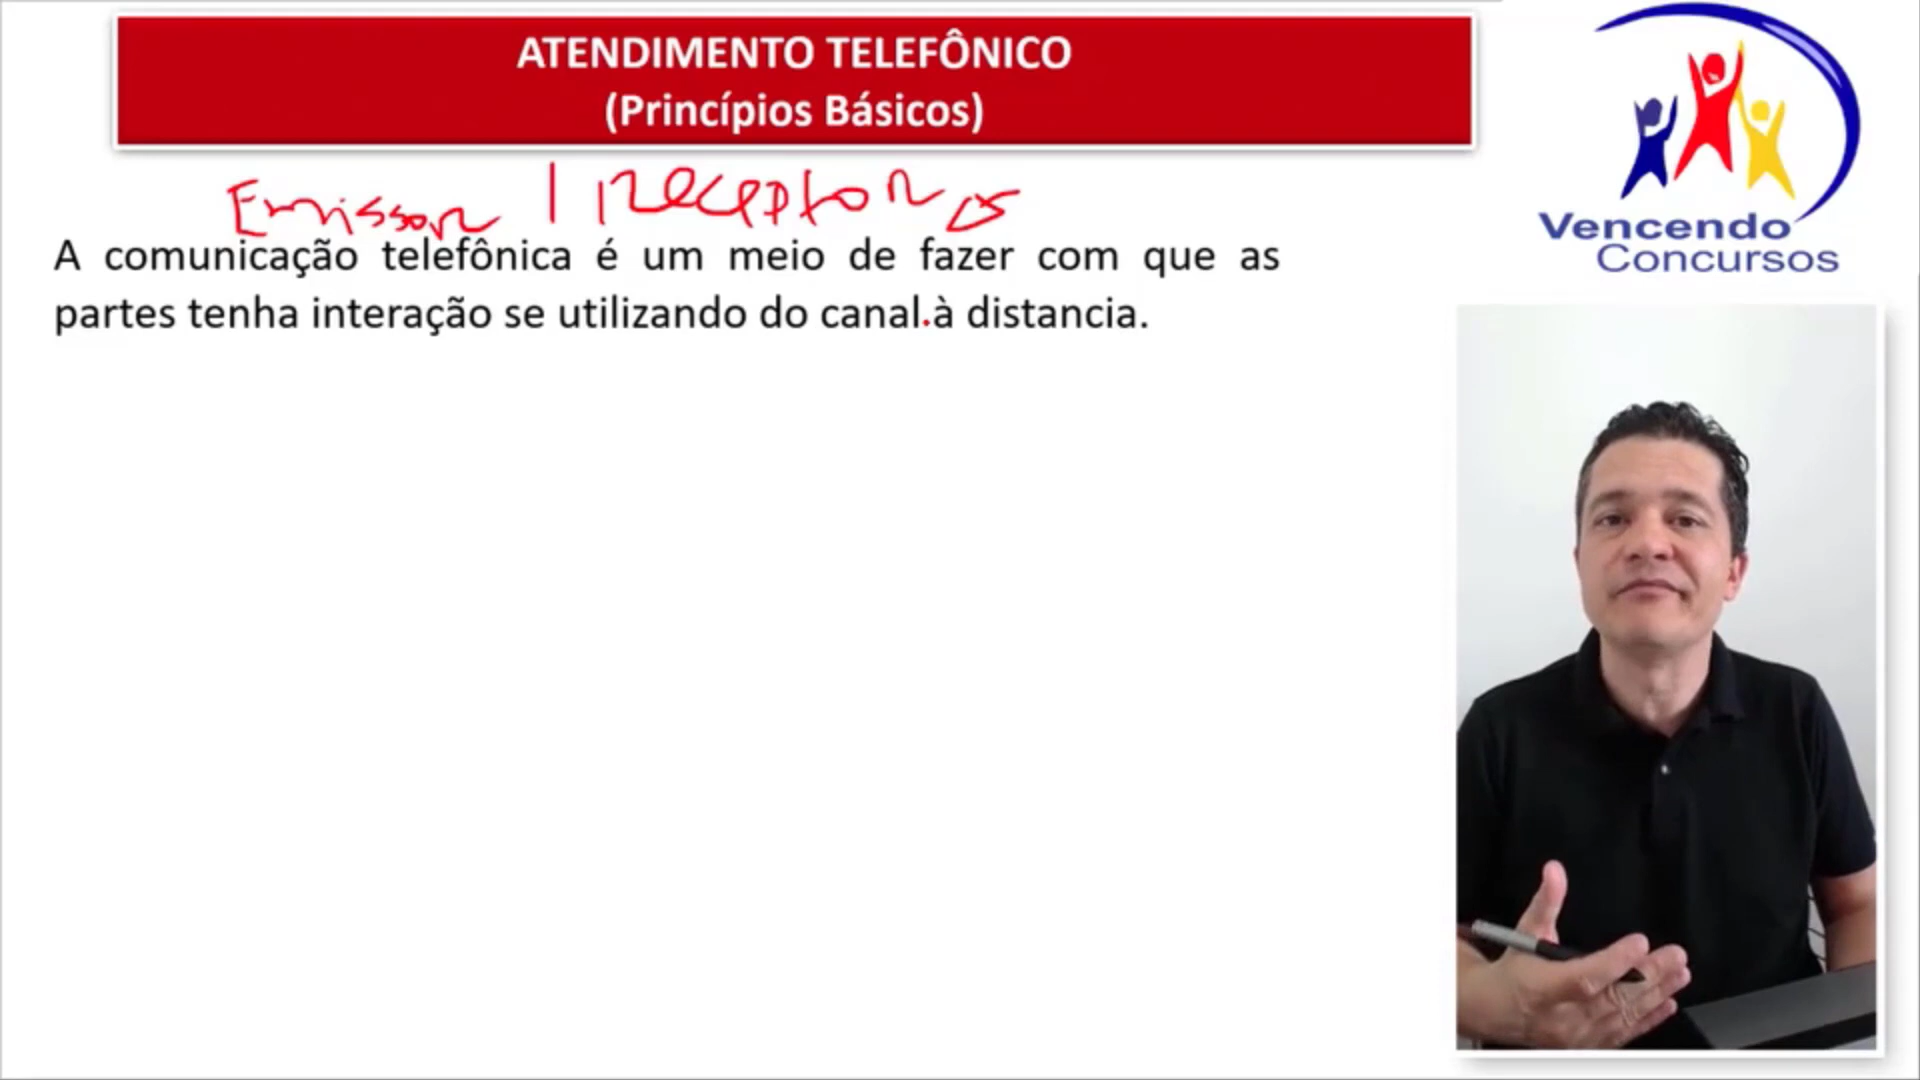 ATENDIMENTO TELEFÔNICO
(Princípios Básicos)
Emissor | Receptor
A comunicação telefônica é um meio de fazer com que as
partes tenha interação se utilizando do canal à distancia.
Vencendo
Concursos